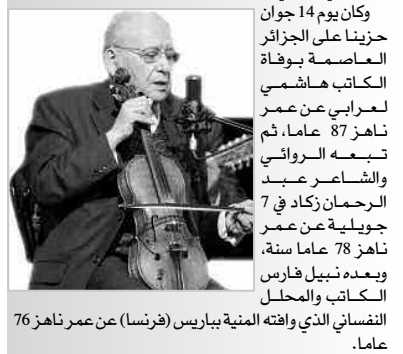 وكان يوم 14 جوان
حزينا على الجزائر
العاصمة بوفاة
الكاتب هاشمي
لعرابي عن عمر
ناهز 87 عاما، ثم
تبعه الروائي
والشاعر عبد
الرحمان زكاد في 7
جويلية عن عمر
ناهز 78 عاما سنة،
وبعده نبيل فارس
الكاتب والمحلل
النفساني الذي وافته المنية بباريس (فرنسا) عن عمر ناهز 76
عاما.